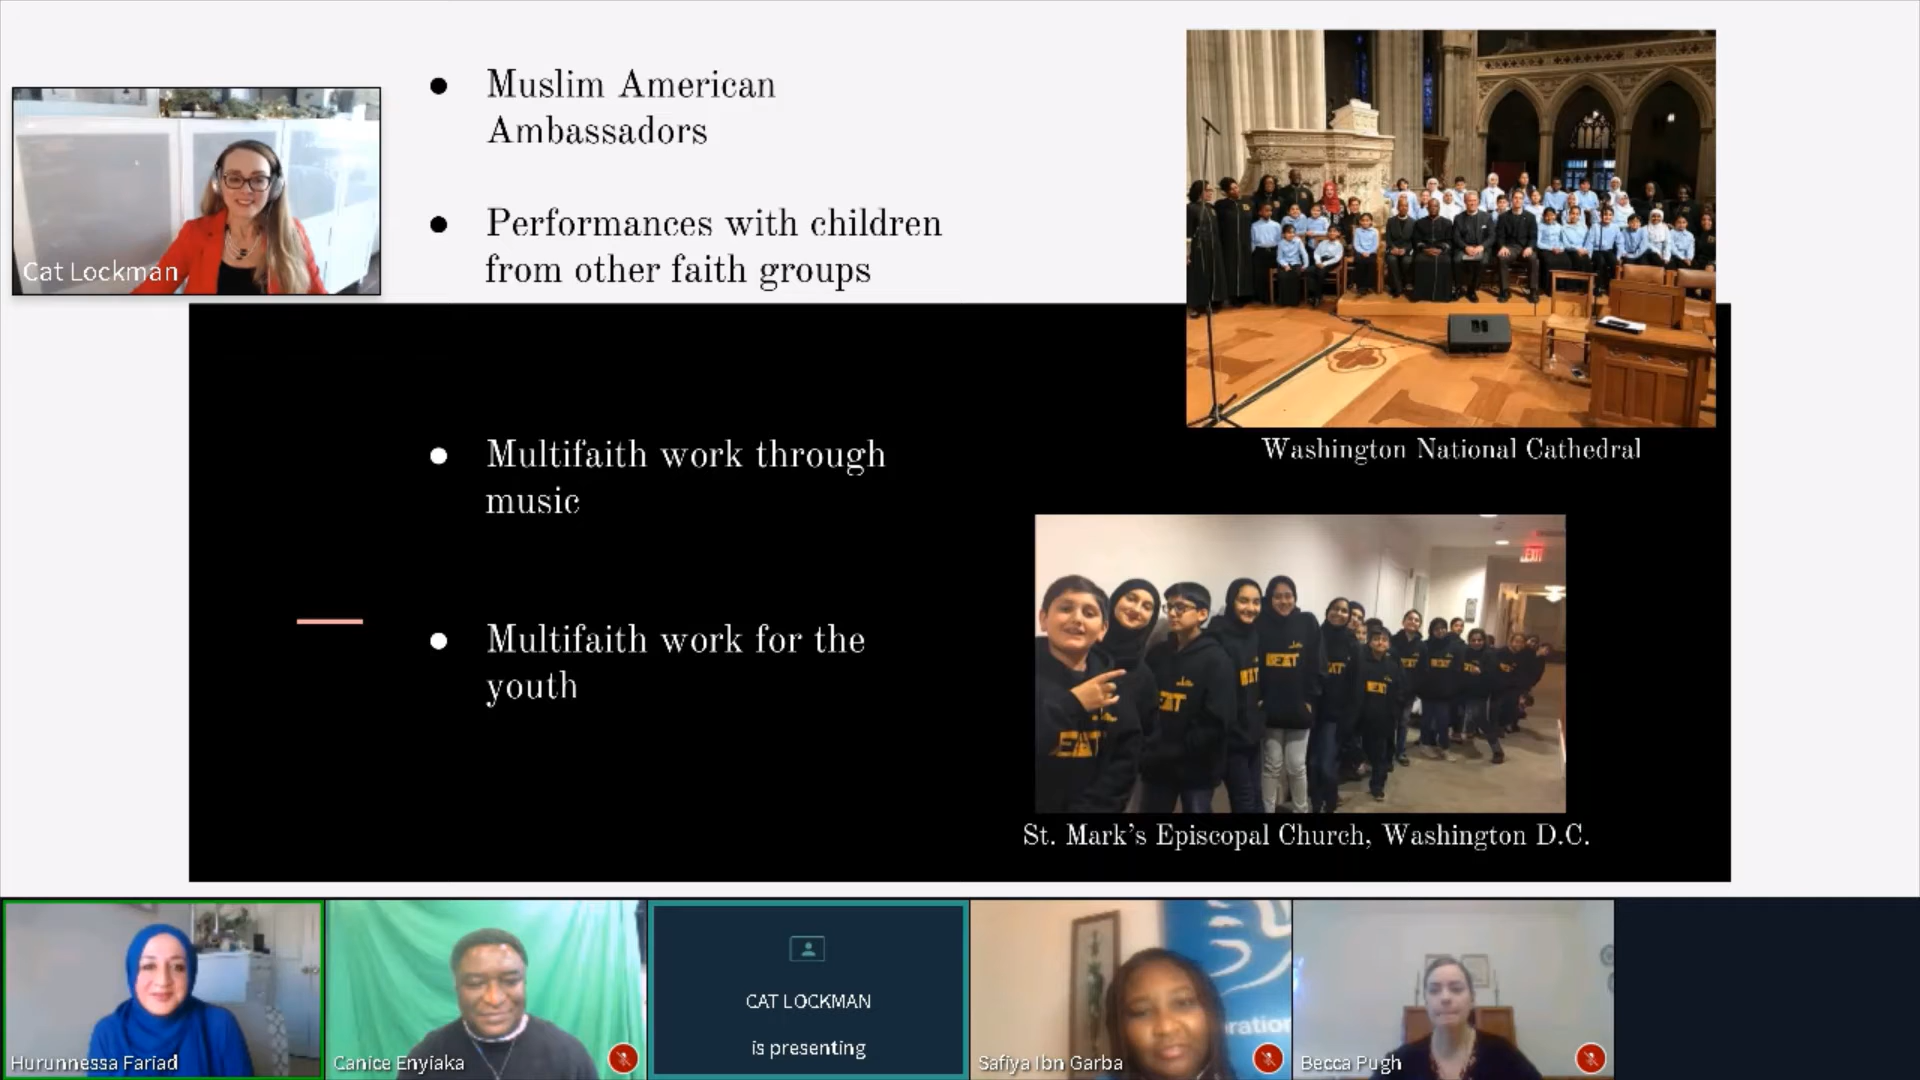 Muslim American
Ambassadors
Performances with children
from other faith groups
Cat Lockman
Washington National Cathedral
Multifaith work through
music
EXIT
Multifaith work for the
youth
BEAT
St. Mark's Episcopal Church, Washington D.C.
Hurunnessa Fariad
Canice Enyiaka
CAT LOCKMAN
is presenting
Safiya Ibn Garba
Becca Pugh